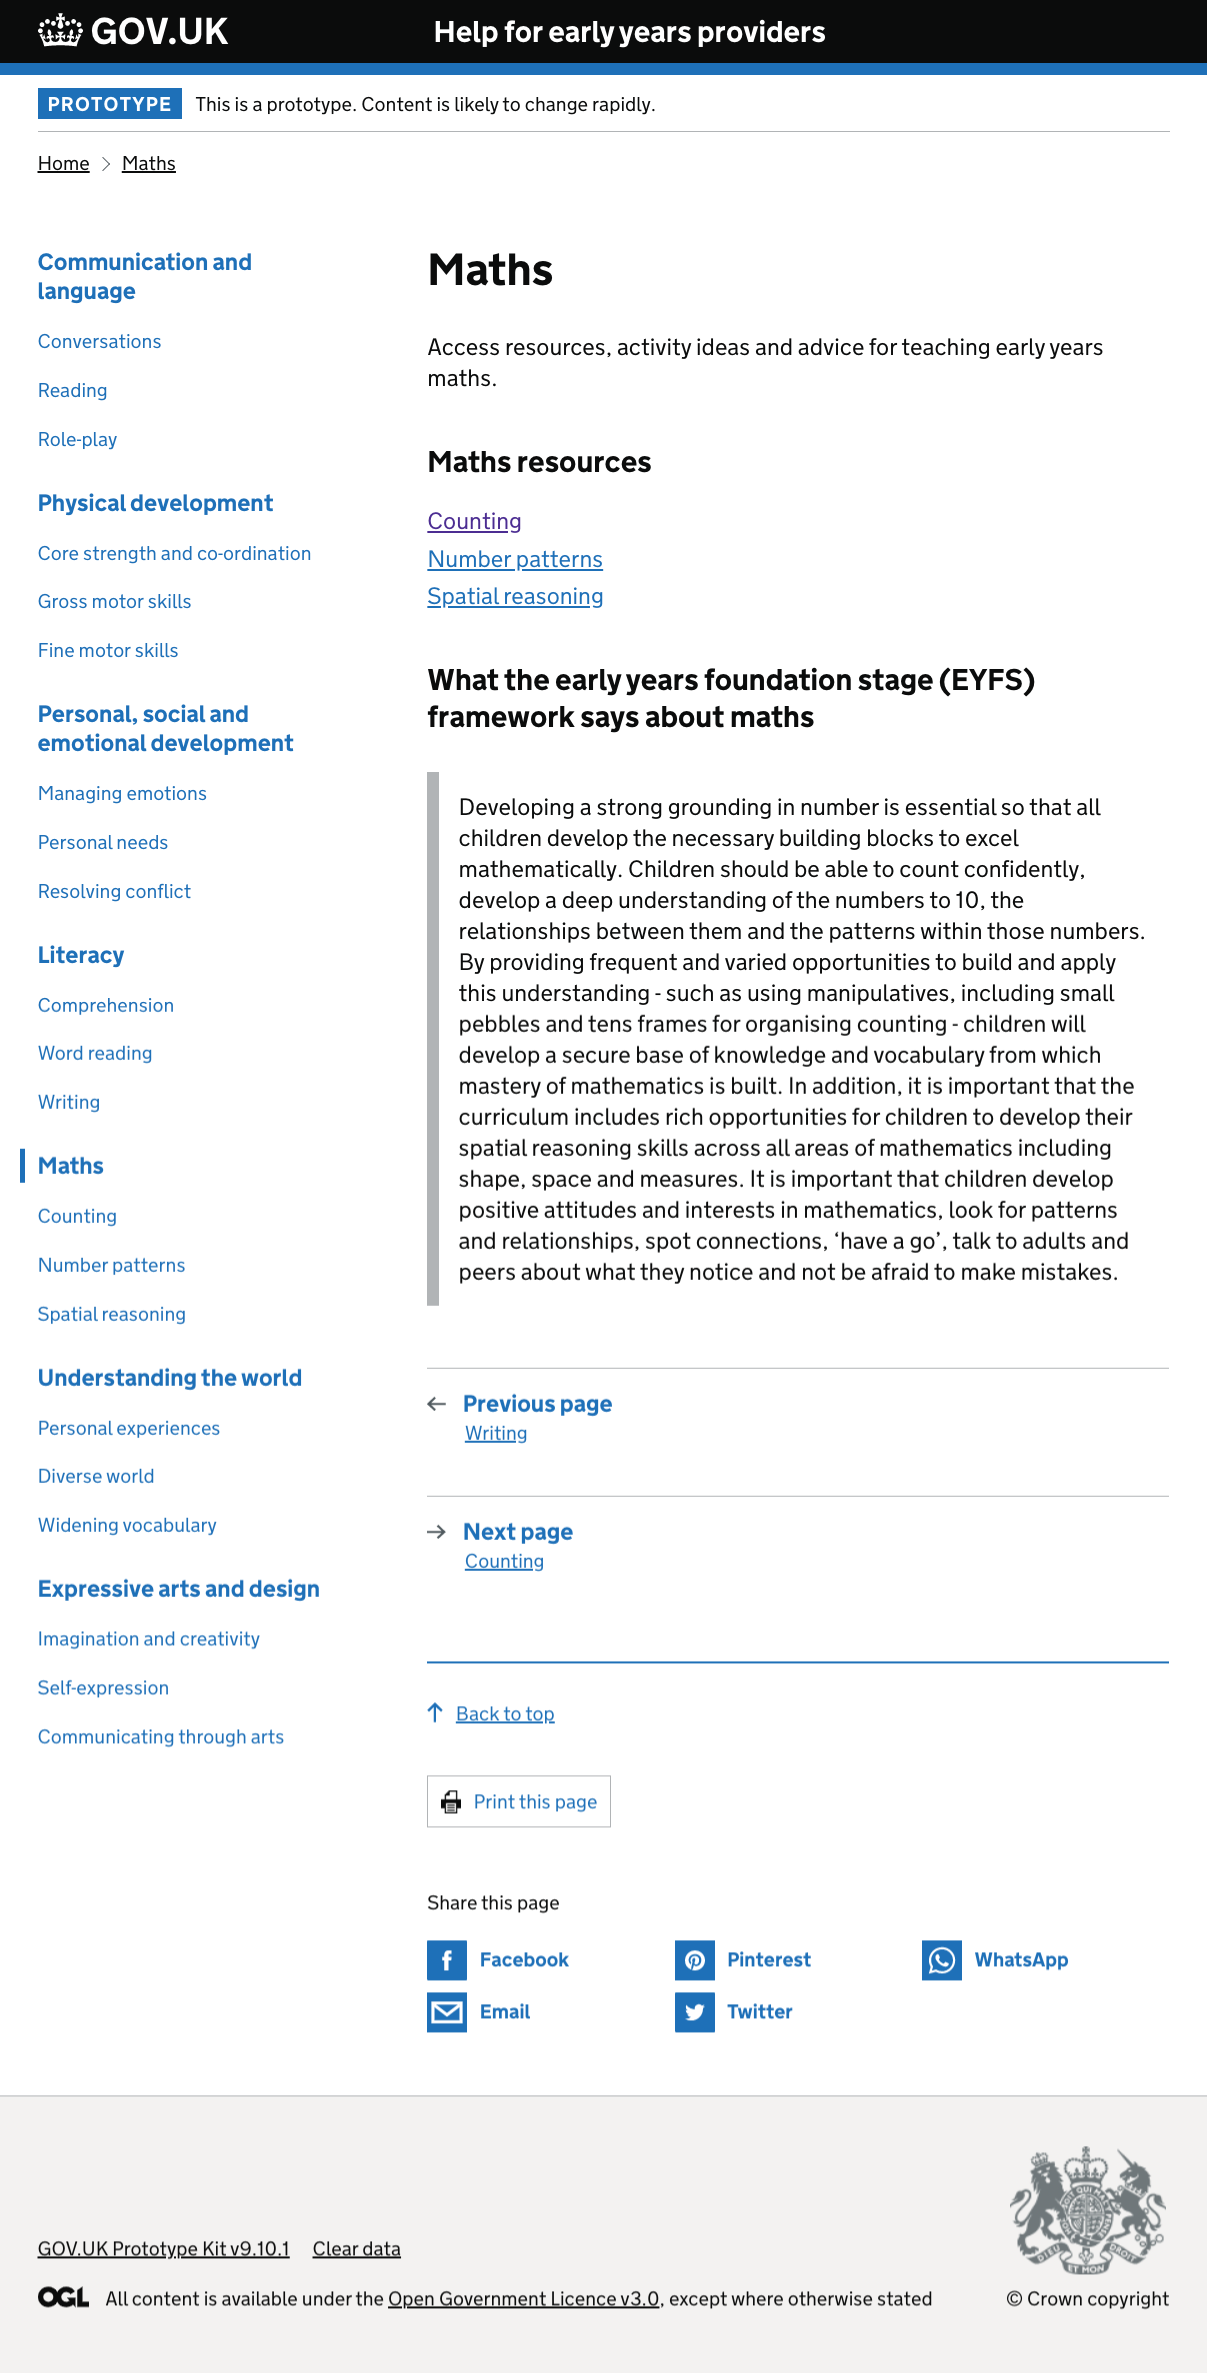 GOV.UK
Help for early years providers
PROTOTYPE
This is a prototype. Content is likely to change rapidly.
Home
Maths
Communication and
language
Conversations
Reading
Role-play
Physical development
Core strength and co-ordination
Gross motor skills
Fine motor skills
Personal, social and
emotional development
Managing emotions
Personal needs
Resolving conflict
Literacy
Comprehension
Word reading
Writing
Maths
Counting
Number patterns
Spatial reasoning
Understanding the world
Personal experiences
Diverse world
Widening vocabulary
Expressive arts and design
Imagination and creativity
Self-expression
Communicating through arts
Maths
Access resources, activity ideas and advice for teaching early years
maths.
Maths resources
Counting
Number patterns
Spatial reasoning
What the early years foundation stage (EYFS)
framework says about maths
Developing a strong grounding in number is essential so that all
children develop the necessary building blocks to excel
mathematically. Children should be able to count confidently,
develop a deep understanding of the numbers to 10, the
relationships between them and the patterns within those numbers.
By providing frequent and varied opportunities to build and apply
this understanding - such as using manipulatives, including small
pebbles and tens frames for organising counting - children will
develop a secure base of knowledge and vocabulary from which
mastery of mathematics is built. In addition, it is important that the
curriculum includes rich opportunities for children to develop their
spatial reasoning skills across all areas of mathematics including
shape, space and measures. It is important that children develop
positive attitudes and interests in mathematics, look for patterns
and relationships, spot connections, ‘have a go’, talk to adults and
peers about what they notice and not be afraid to make mistakes.
Previous page
Writing
Next page
Counting
Back to top
Print this page
Share this page
Facebook
Pinterest
WhatsApp
Email
Twitter
GOV.UK Prototype Kit v9.10.1
Clear data
OGL
All content is available under the Open Government Licence v3.0, except where otherwise stated
DIEU ET MON DROIT
© Crown copyright